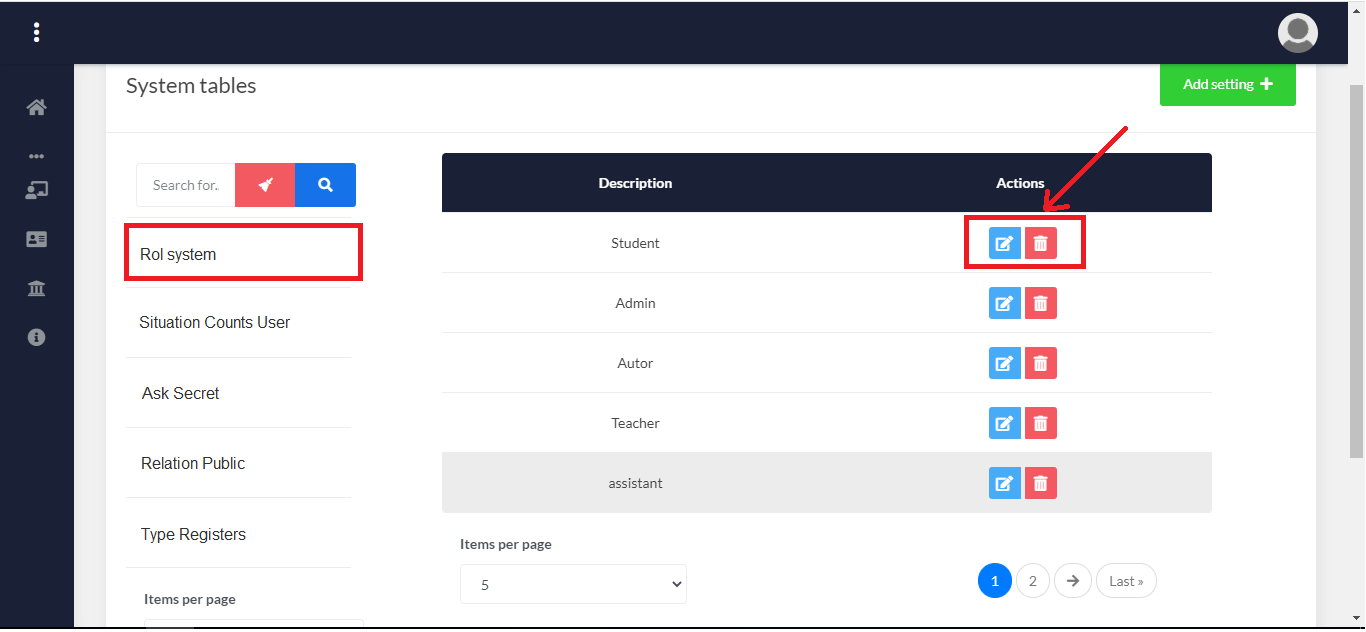 System tables
Add setting
Search for..
Rol system
Situation Counts User
Ask Secret
Relation Public
Type Registers
Items per page
Description Actions
Student
Admin
Autor
Teacher
assistant
Items per page
5
1 2 → Last »